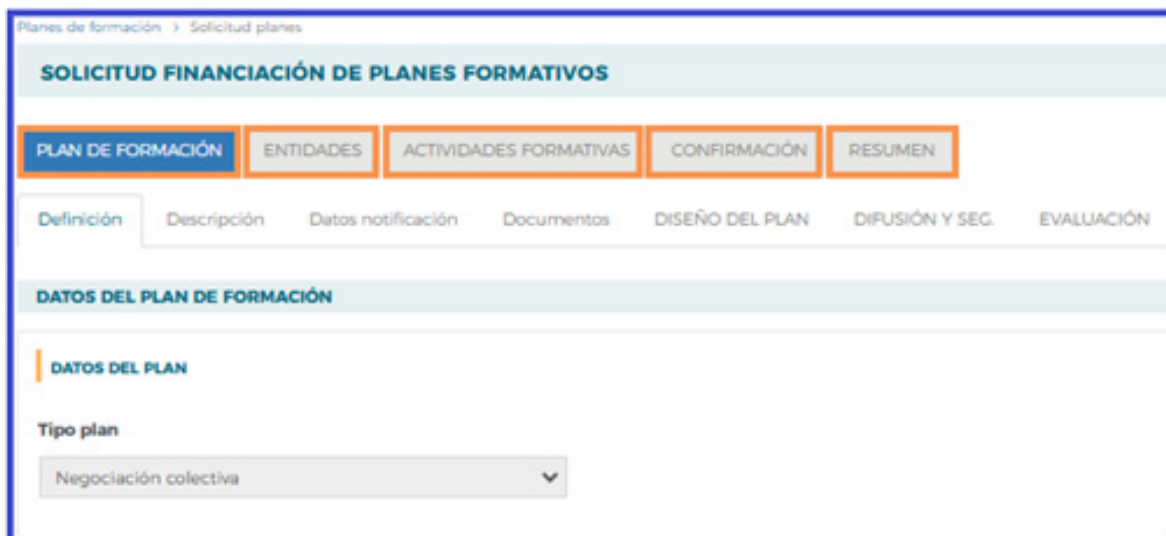 Planes de formación > Solicitud planes
SOLICITUD FINANCIACIÓN DE PLANES FORMATIVOS
PLAN DE FORMACIÓN ENTIDADES ACTIVIDADES FORMATIVAS CONFIRMACIÓN RESUMEN
Definición Descripción Datos notificación Documentos DISEÑO DEL PLAN DIFUSIÓN Y SEG. EVALUACIÓN
DATOS DEL PLAN DE FORMACIÓN
DATOS DEL PLAN
Tipo plan
Negociación colectiva